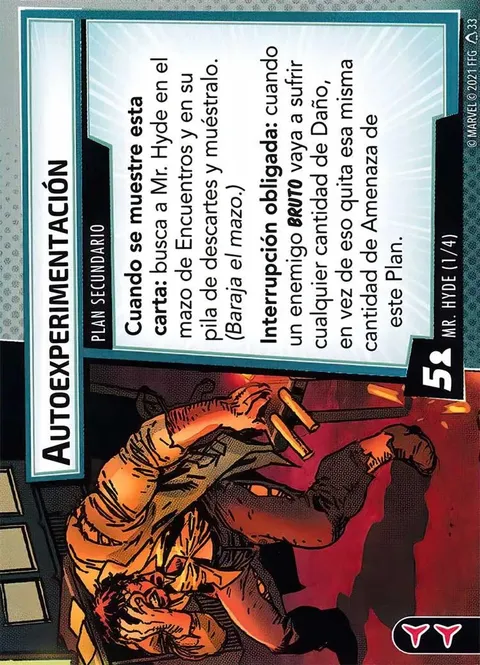 AUTOEXPERIMENTACIÓN
PLAN SECUNDARIO
Cuando se muestre esta
carta: busca a Mr. Hyde en el
mazo de Encuentros y en su
pila de descartes y muéstralo.
(Baraja el mazo.)
Interrupción obligada: cuando
un enemigo BRUTO vaya a sufrir
cualquier cantidad de Daño,
en vez de eso quita esa misma
cantidad de Amenaza de
este Plan.
5
MR. HYDE (1/4)
© MARVEL © 2021 FFG 33